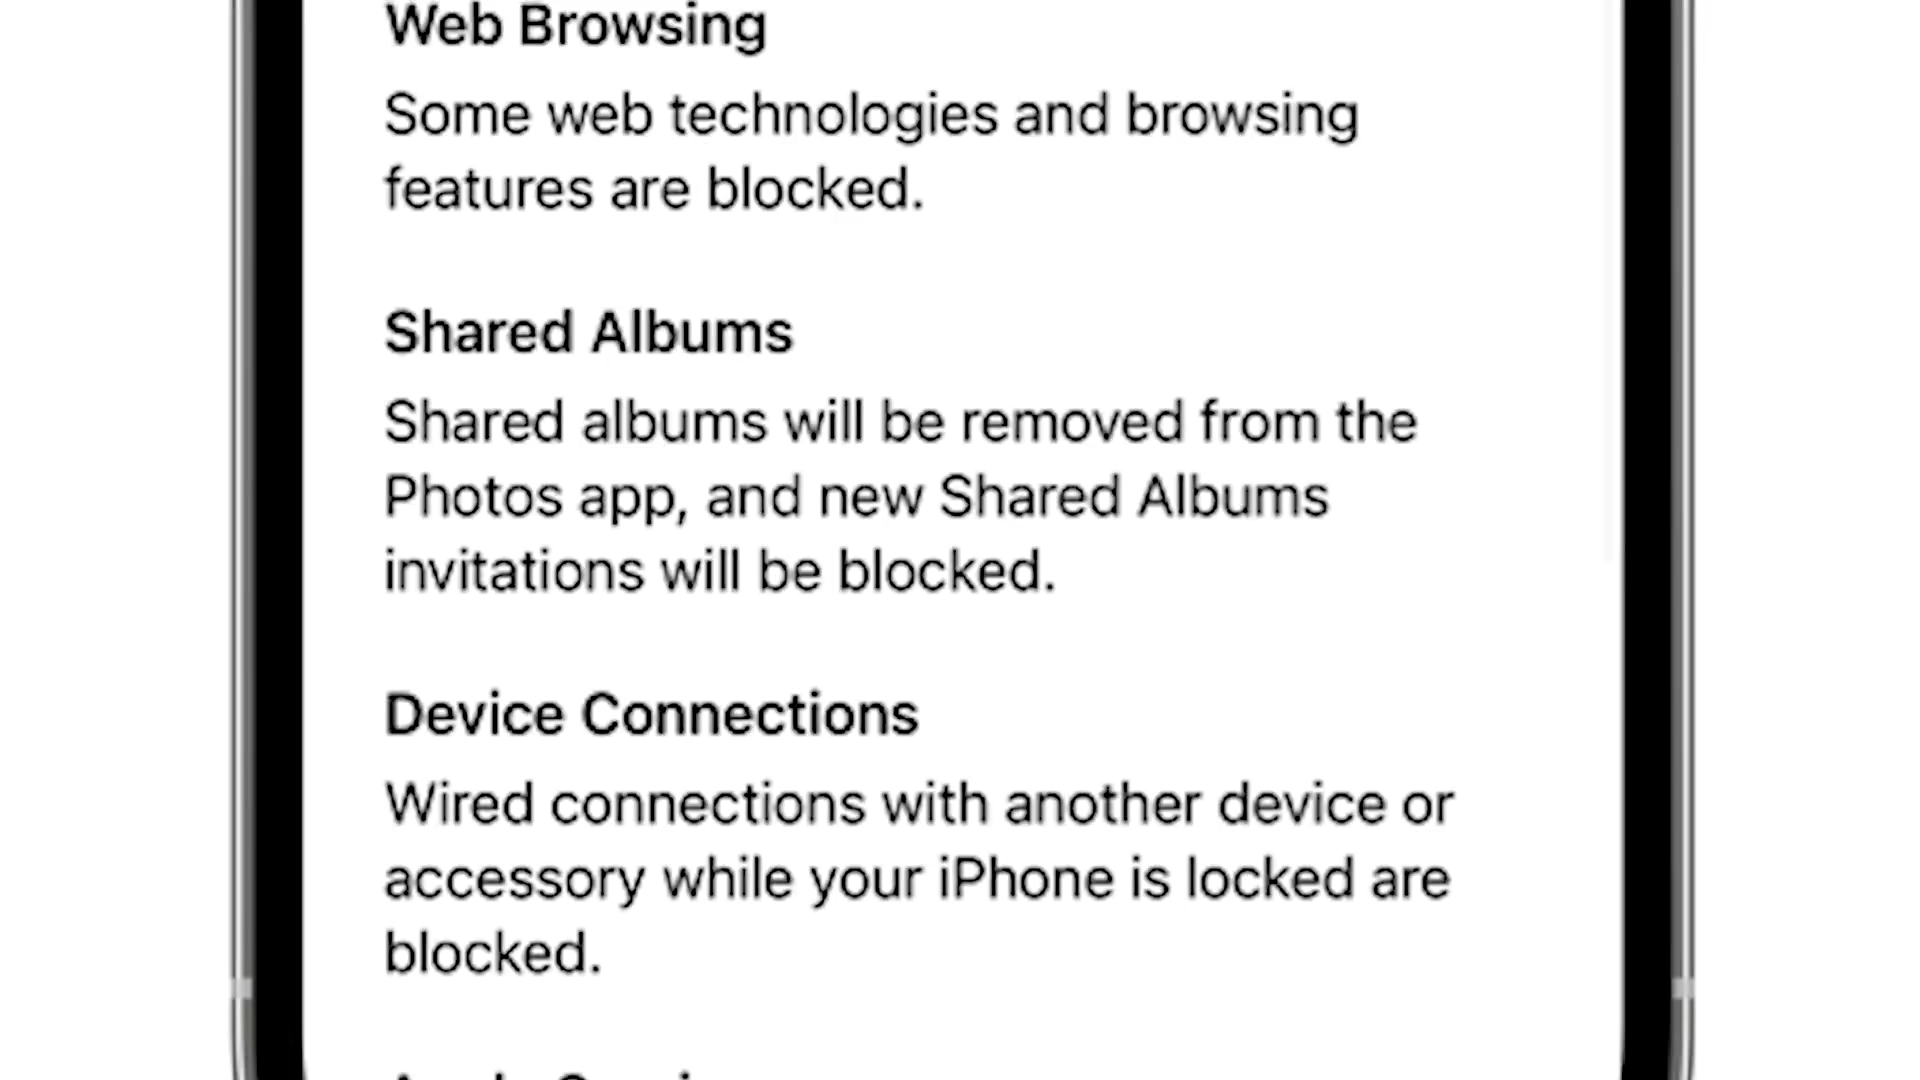 Web Browsing
Some web technologies and browsing
features are blocked.
Shared Albums
Shared albums will be removed from the
Photos app, and new Shared Albums
invitations will be blocked.
Device Connections
Wired connections with another device or
accessory while your iPhone is locked are
blocked.